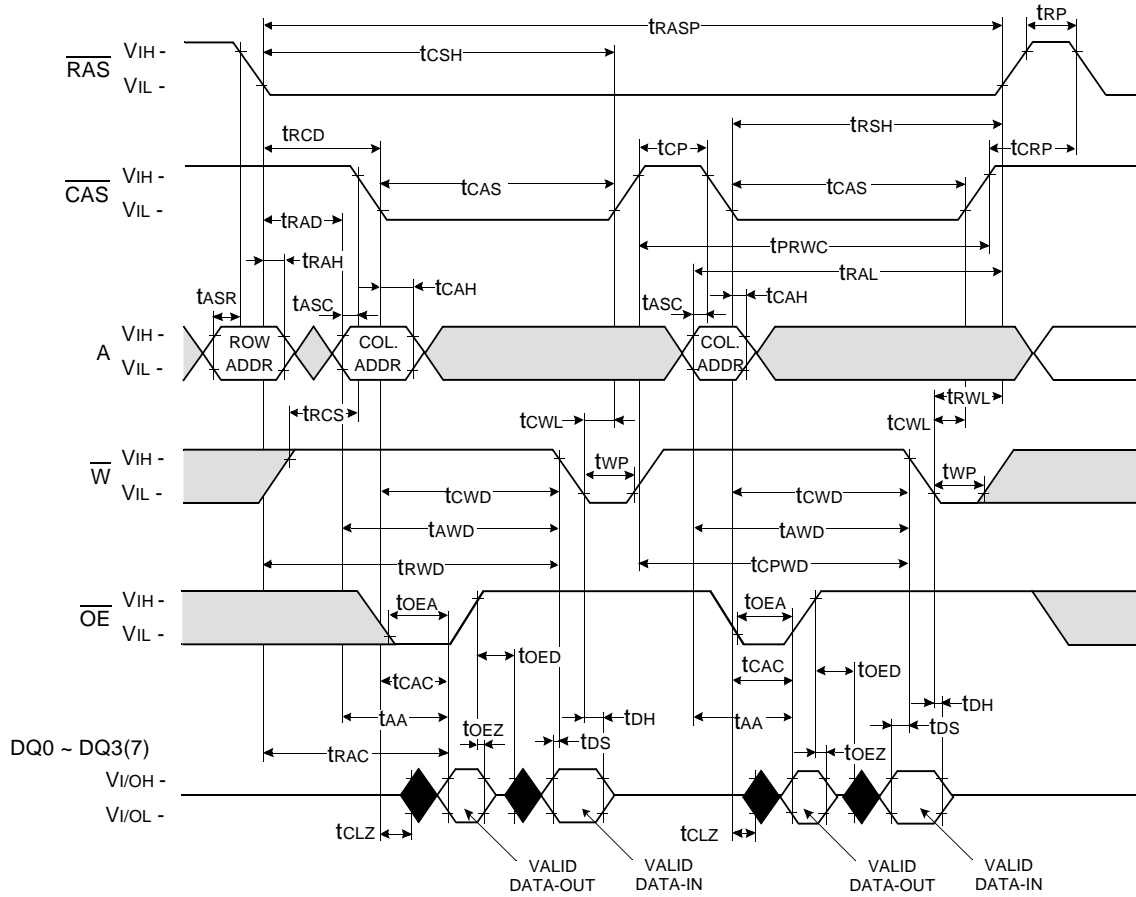 tRASP
tRP
tCSH
RAS
VIH -
VIL -
tRCD
tRSH
tCP
tCRP
CAS
VIH -
VIL -
tCAS
tCAS
tRAD
tPRWC
tRAH
tRAL
tASR
tASC
tCAH
tASC
tCAH
A
VIH -
VIL -
ROW
ADDR
COL.
ADDR
COL.
ADDR
tRCS
tCWL
tRWL
tCWL
W
VIH -
VIL -
tWP
tWP
tCWD
tCWD
tAWD
tAWD
tRWD
tCPWD
OE
VIH -
VIL -
tOEA
tOEA
tOED
tOED
tCAC
tCAC
tAA
tAA
tDH
tDH
tOEZ
tDS
tDS
tOEZ
tRAC
DQ0 ~ DQ3(7)
VI/OH -
VI/OL -
tCLZ
tCLZ
VALID
DATA-OUT
VALID
DATA-IN
VALID
DATA-OUT
VALID
DATA-IN